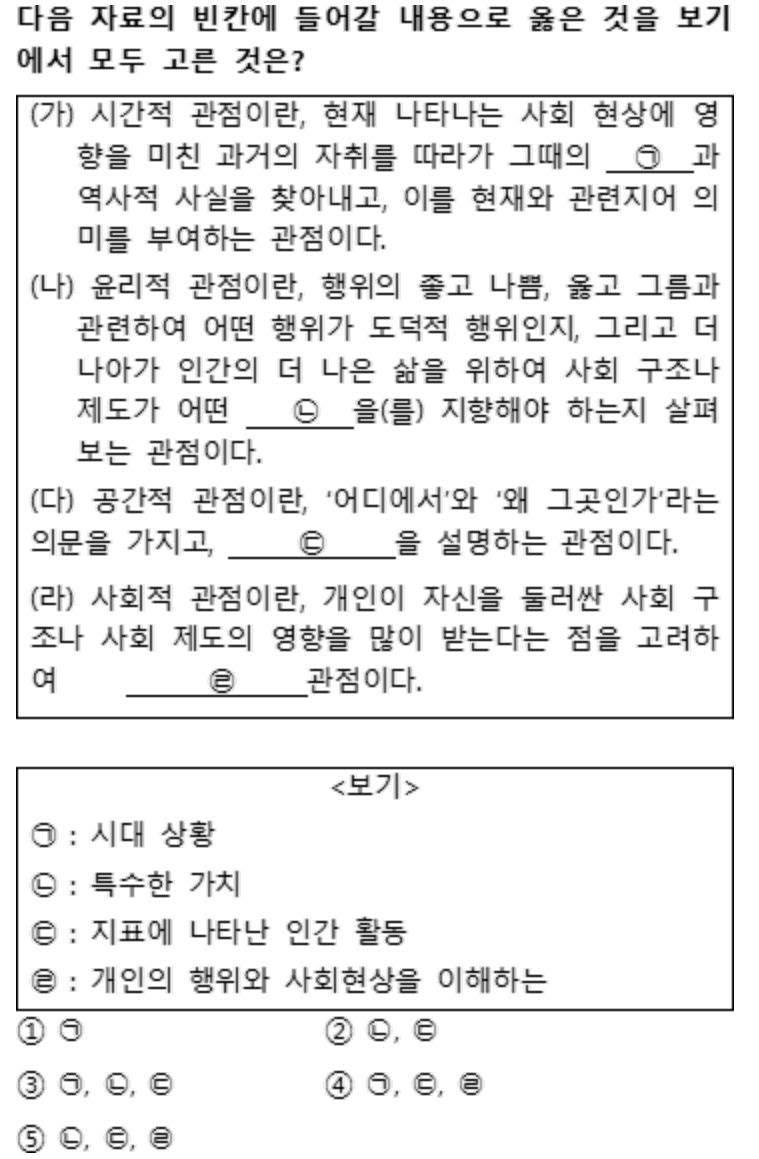 다음 자료의 빈칸에 들어갈 내용으로 옳은 것을 보기
에서 모두 고른 것은?
(가) 시간적 관점이란, 현재 나타나는 사회 현상에 영
향을 미친 과거의 자취를 따라가 그때의 ㉠ 과
역사적 사실을 찾아내고, 이를 현재와 관련지어 의
미를 부여하는 관점이다.
(나) 윤리적 관점이란, 행위의 좋고 나쁨, 옳고 그름과
관련하여 어떤 행위가 도덕적 행위인지, 그리고 더
나아가 인간의 더 나은 삶을 위하여 사회 구조나
제도가 어떤 ㉡ 을(를) 지향해야 하는지 살펴
보는 관점이다.
(다) 공간적 관점이란, ‘어디에서’와 ‘왜 그곳인가’라는
의문을 가지고, ㉢ 을 설명하는 관점이다.
(라) 사회적 관점이란, 개인이 자신을 둘러싼 사회 구
조나 사회 제도의 영향을 많이 받는다는 점을 고려하
여 ㉣ 관점이다.
<보기>
㉠ : 시대 상황
㉡ : 특수한 가치
㉢ : 지표에 나타난 인간 활동
㉣ : 개인의 행위와 사회현상을 이해하는
① ㉠ ② ㉡, ㉢
③ ㉠, ㉡, ㉢ ④ ㉠, ㉢, ㉣
⑤ ㉡, ㉢, ㉣